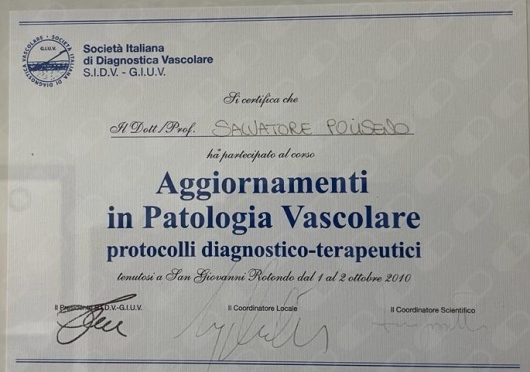 Società Italiana
di Diagnostica Vascolare
S.I.D.V. - G.I.U.V.
G.I.U.V.
Si certifica che
Il Dott/Prof. SALVATORE POLISENO
ha partecipato al corso
Aggiornamenti
in Patologia Vascolare
protocolli diagnostico-terapeutici
tenutosi a San Giovanni Rotondo dal 1 al 2 ottobre 2010
Il Presidente S.I.D.V.-G.I.U.V. Il Coordinatore Locale Il Coordinatore Scientifico